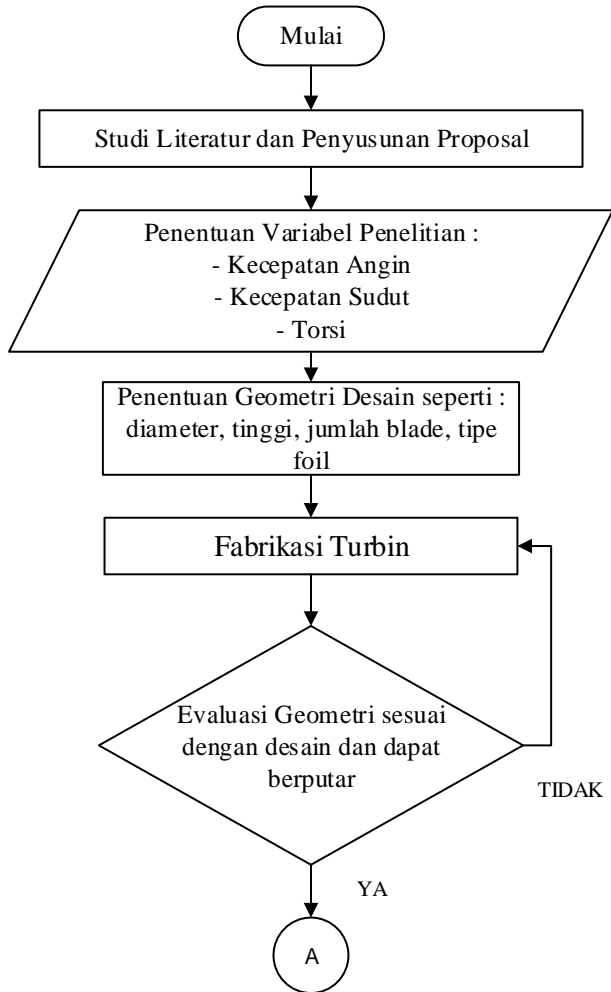 Mulai
Studi Literatur dan Penyusunan Proposal
Penentuan Variabel Penelitian :
- Kecepatan Angin
- Kecepatan Sudut
- Torsi
Penentuan Geometri Desain seperti :
diameter, tinggi, jumlah blade, tipe
foil
Fabrikasi Turbin
Evaluasi Geometri sesuai
dengan desain dan dapat
berputar
TIDAK
YA
A